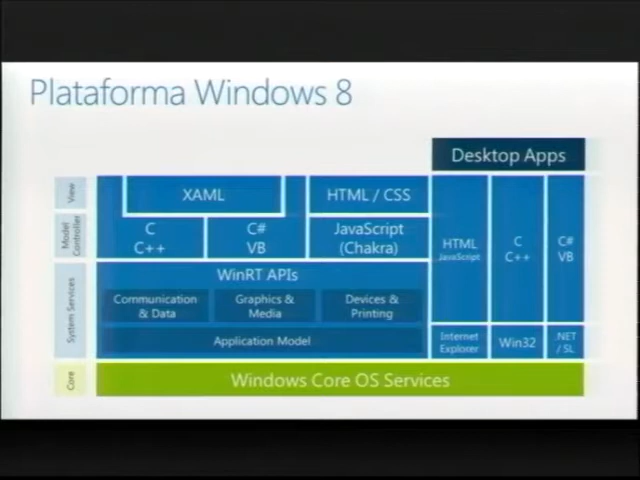 Plataforma Windows 8
Desktop Apps
View
XAML
HTML / CSS
Model
Controller
C
C++
C#
VB
JavaScript
(Chakra)
HTML
JavaScript
C
C++
C#
VB
System Services
WinRT APIs
Communication
& Data
Graphics &
Media
Devices &
Printing
Application Model
Internet
Explorer
Win32
.NET
/ SL
Core
Windows Core OS Services